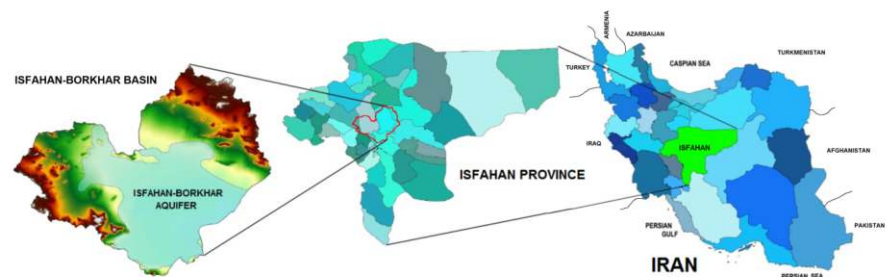 ISFAHAN-BORKHAR BASIN
ISFAHAN-BORKHAR
AQUIFER
ISFAHAN PROVINCE
ARMENIA
AZARBAIJAN
TURKEY
CASPIAN SEA
TURKMENISTAN
IRAQ
ISFAHAN
AFGHANISTAN
PERSIAN
GULF
PAKISTAN
IRAN
PERSIAN SEA